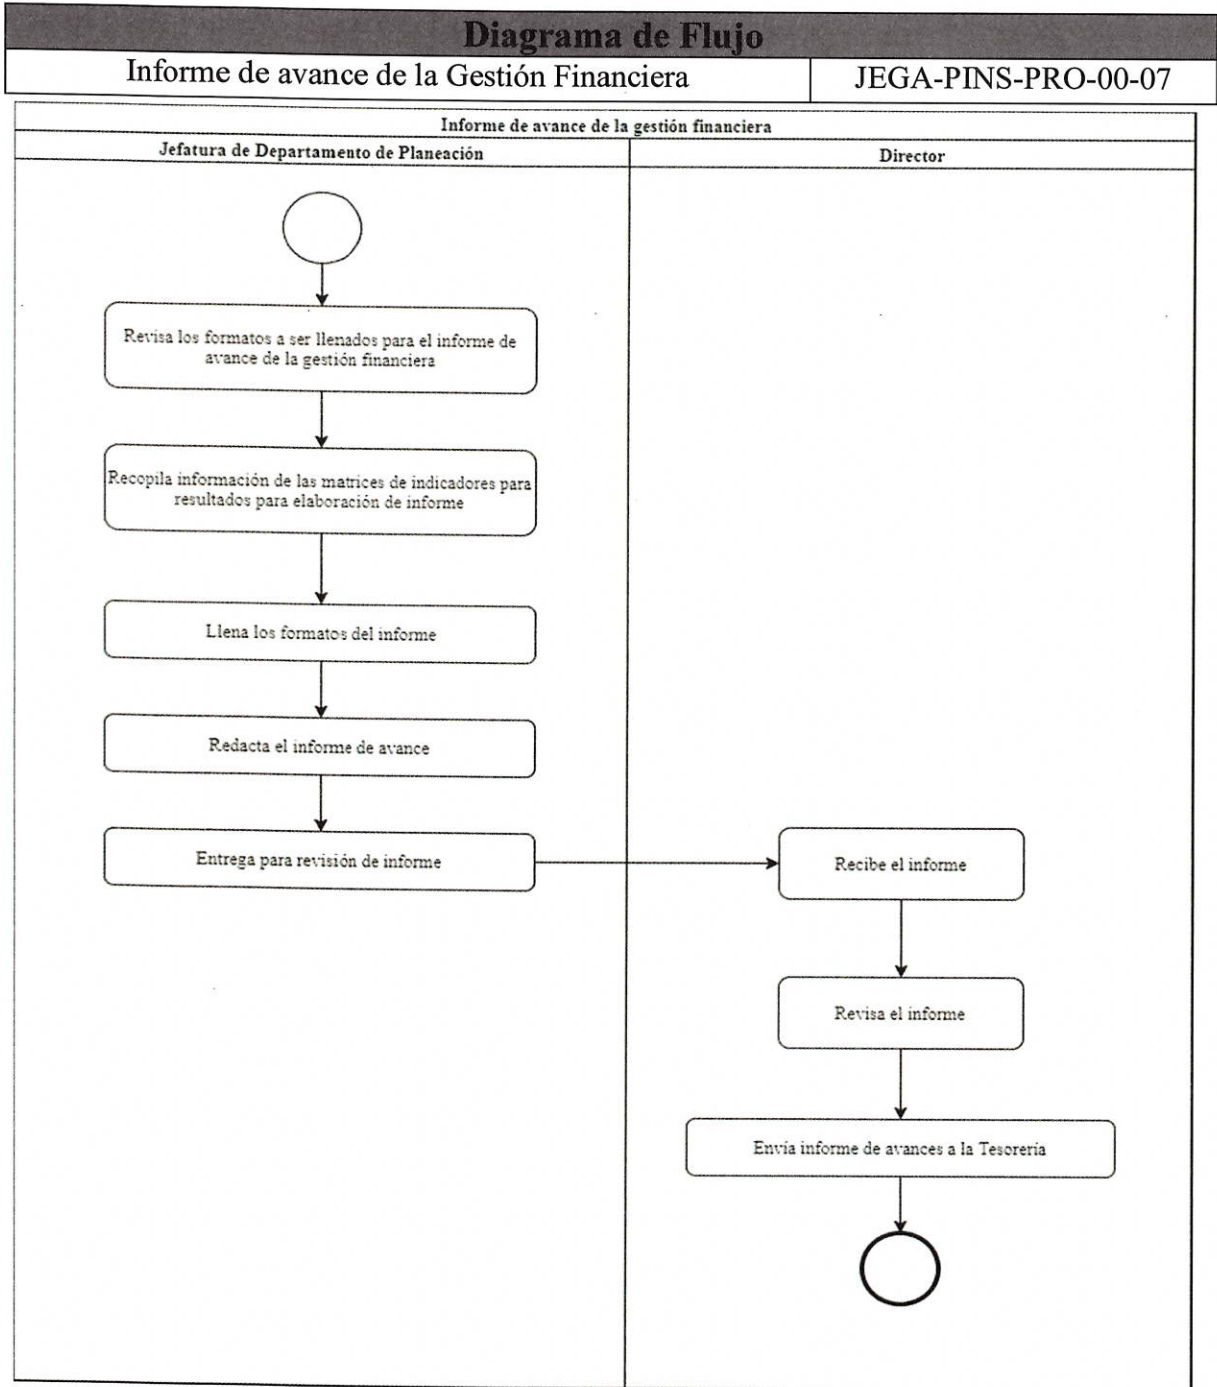 Diagrama de Flujo
Informe de avance de la Gestión Financiera
JEGA-PINS-PRO-00-07
Informe de avance de la gestión financiera
Jefatura de Departamento de Planeación
Director
Revisa los formatos a ser llenados para el informe de
avance de la gestión financiera
Recopila información de las matrices de indicadores para
resultados para elaboración de informe
Llena los formatos del informe
Redacta el informe de avance
Entrega para revisión de informe
Recibe el informe
Revisa el informe
Envía informe de avances a la Tesorería